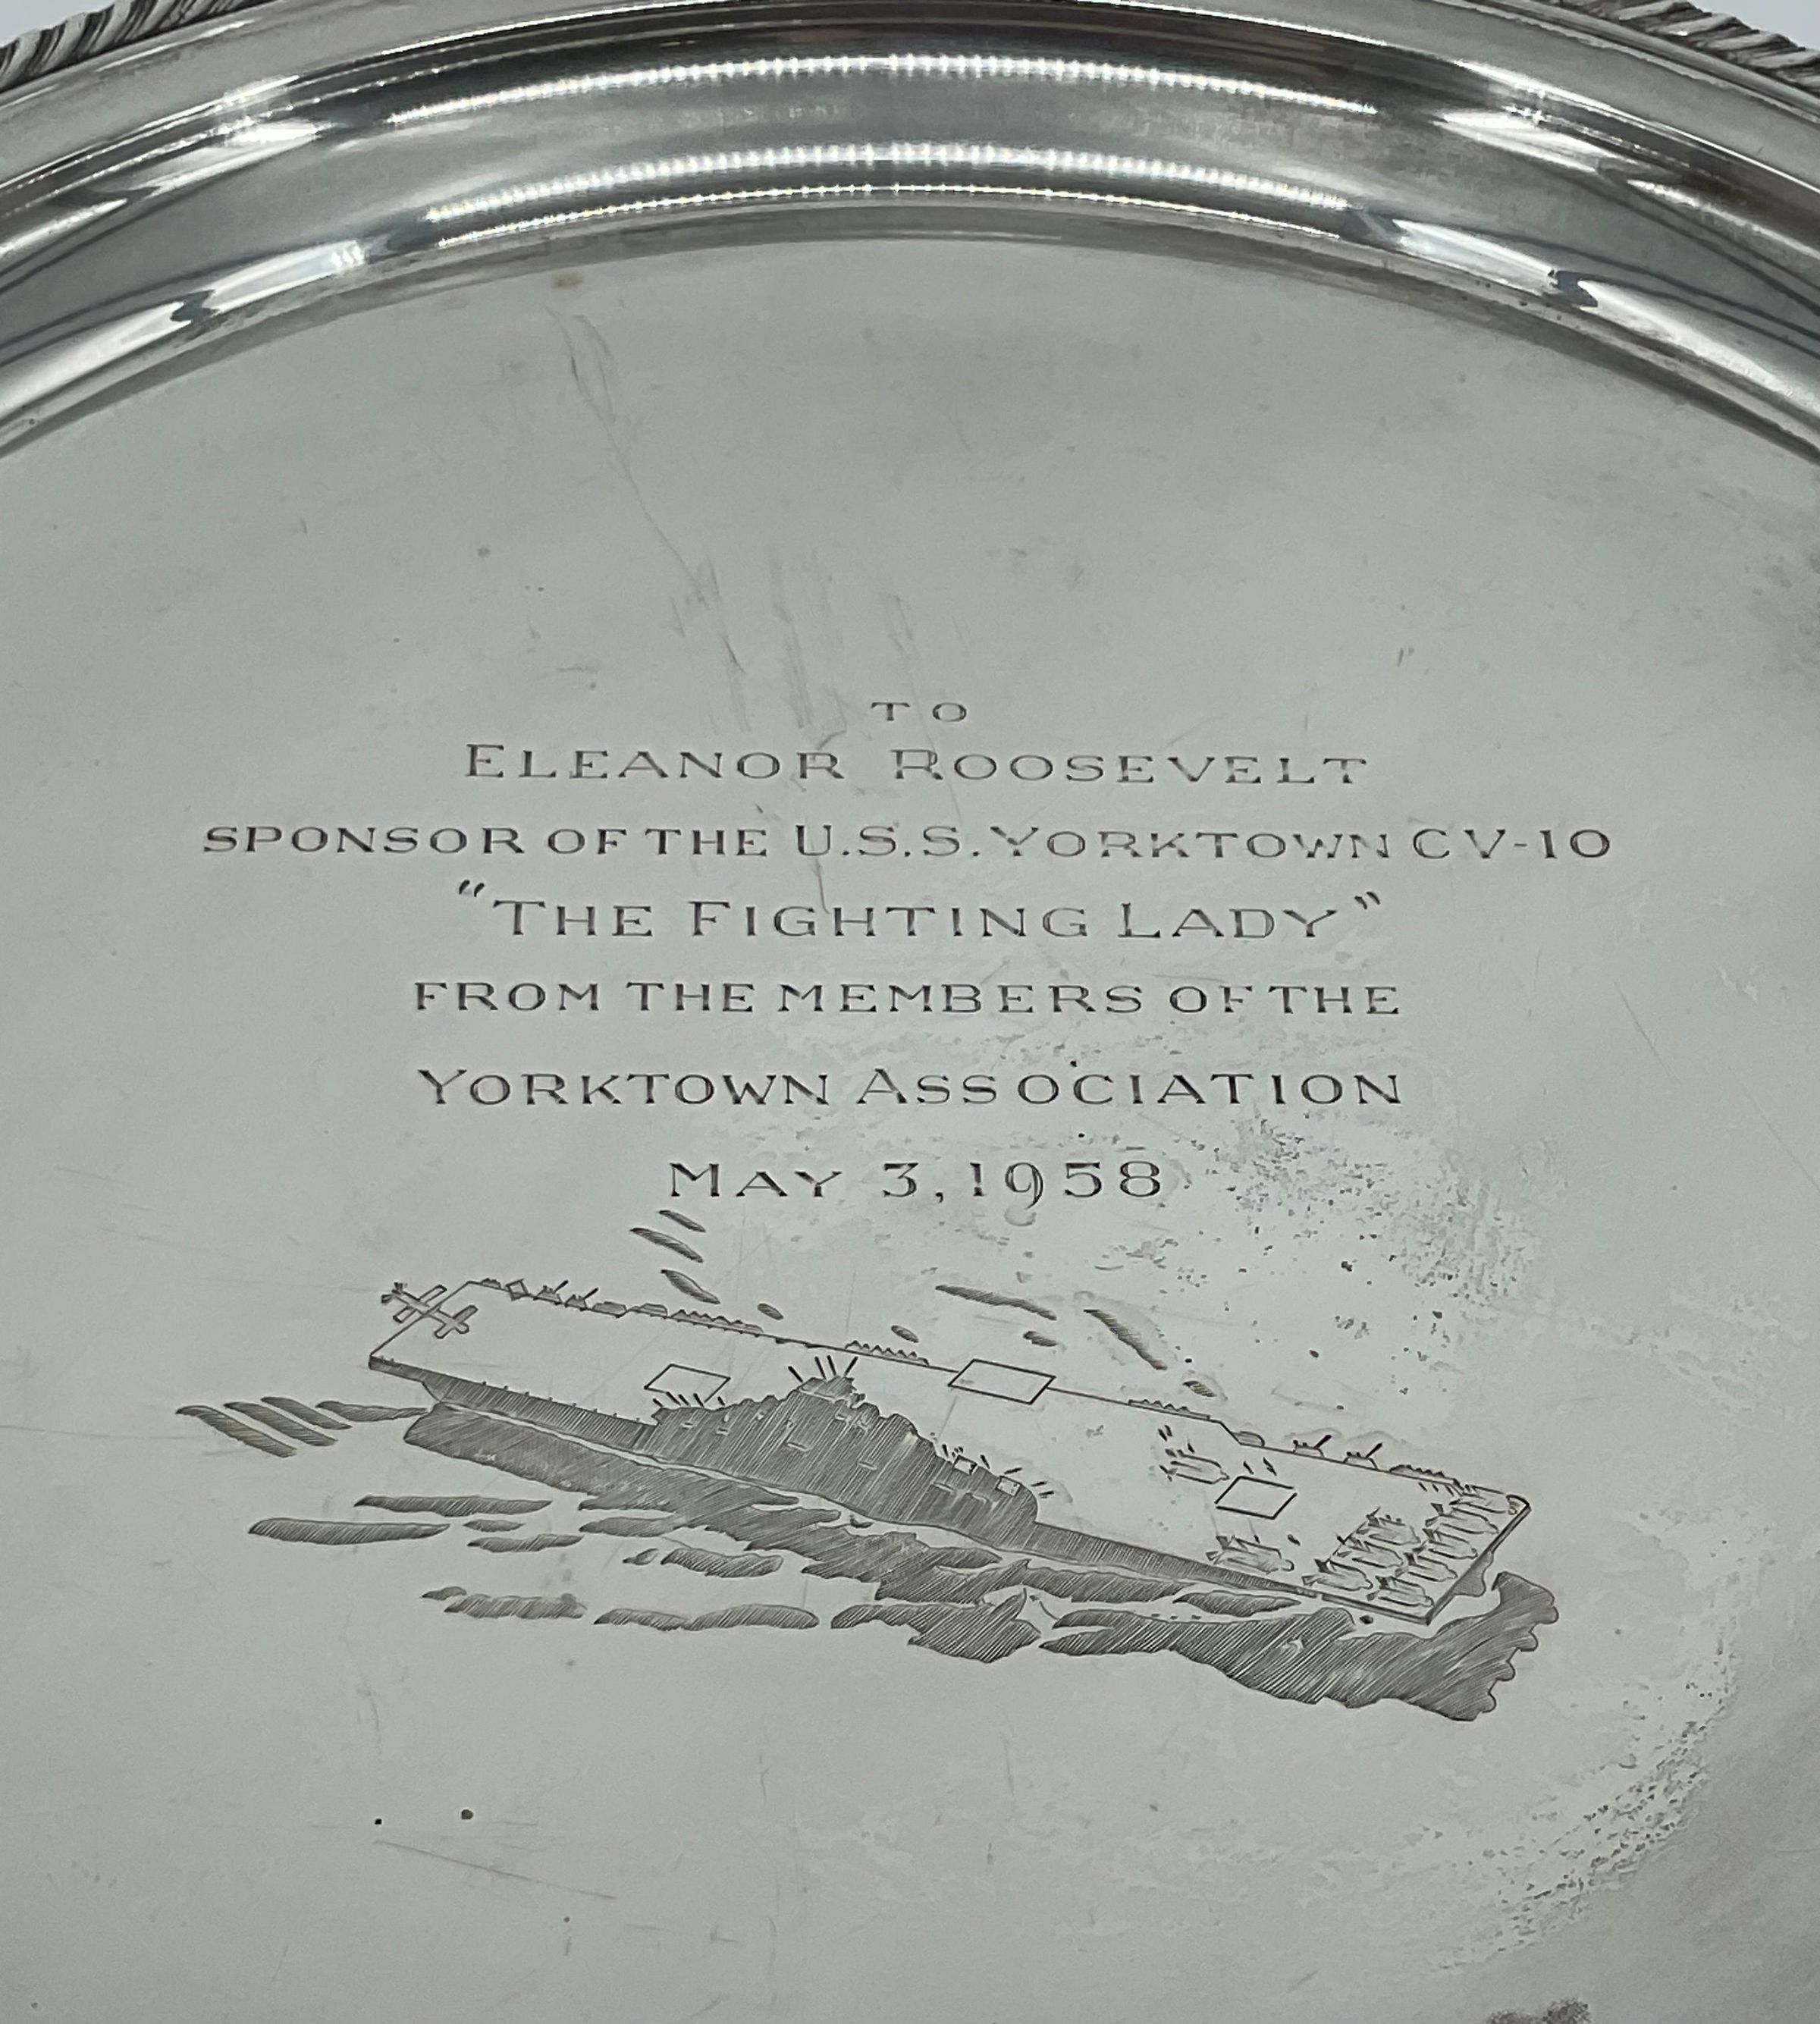 TO
ELEANOR ROOSEVELT
SPONSOR OF THE U.S.S. YORKTOWN CV-10
"THE FIGHTING LADY"
FROM THE MEMBERS OF THE
YORKTOWN ASSOCIATION
MAY 3, 1958